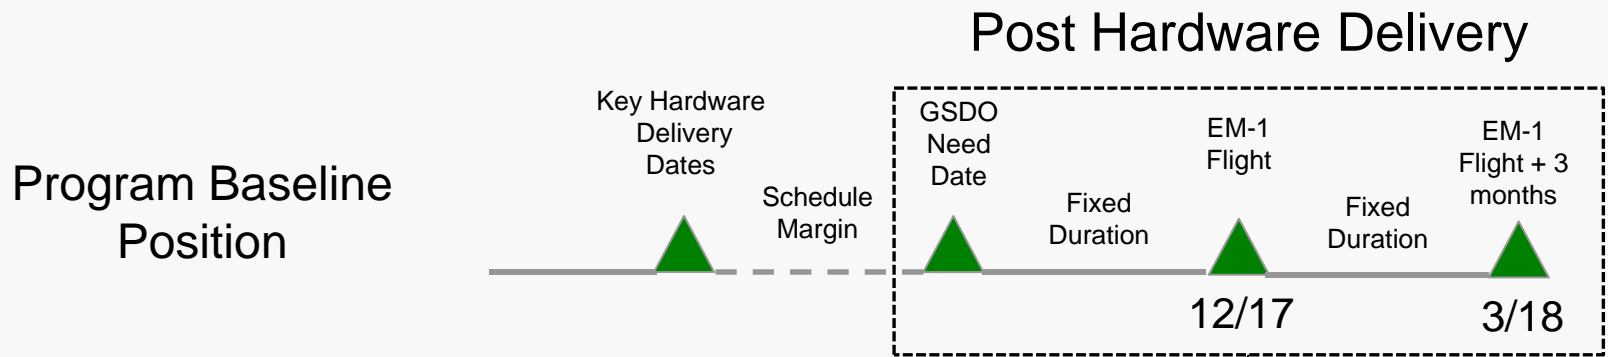 Post Hardware Delivery
Program Baseline
Position
Key Hardware
Delivery
Dates
Schedule
Margin
GSDO
Need
Date
Fixed
Duration
EM-1
Flight
12/17
Fixed
Duration
EM-1
Flight + 3
months
3/18